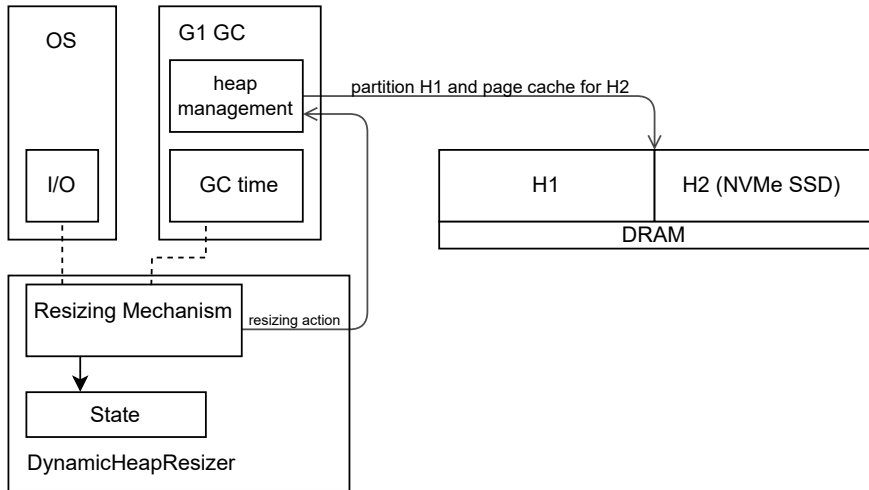 OS
G1 GC
heap
management
partition H1 and page cache for H2
I/O
GC time
H1
H2 (NVMe SSD)
DRAM
Resizing Mechanism
resizing action
State
DynamicHeapResizer